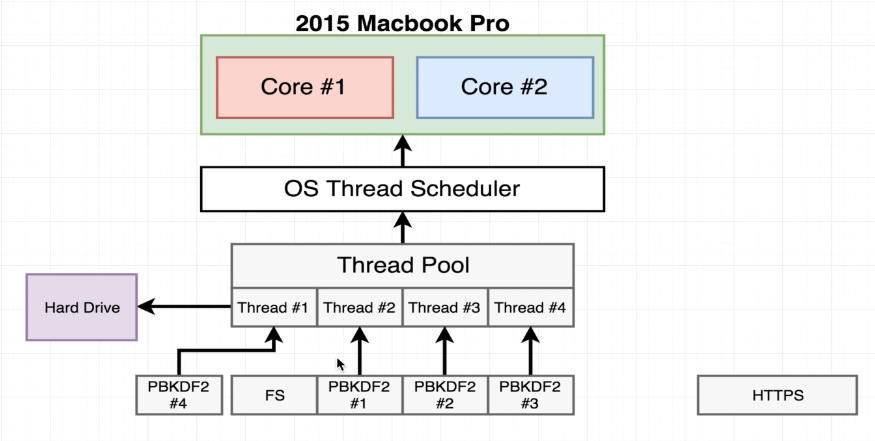 2015 Macbook Pro
Core #1
Core #2
OS Thread Scheduler
Thread Pool
Hard Drive
Thread #1
Thread #2
Thread #3
Thread #4
PBKDF2
#4
FS
PBKDF2
#1
PBKDF2
#2
PBKDF2
#3
HTTPS